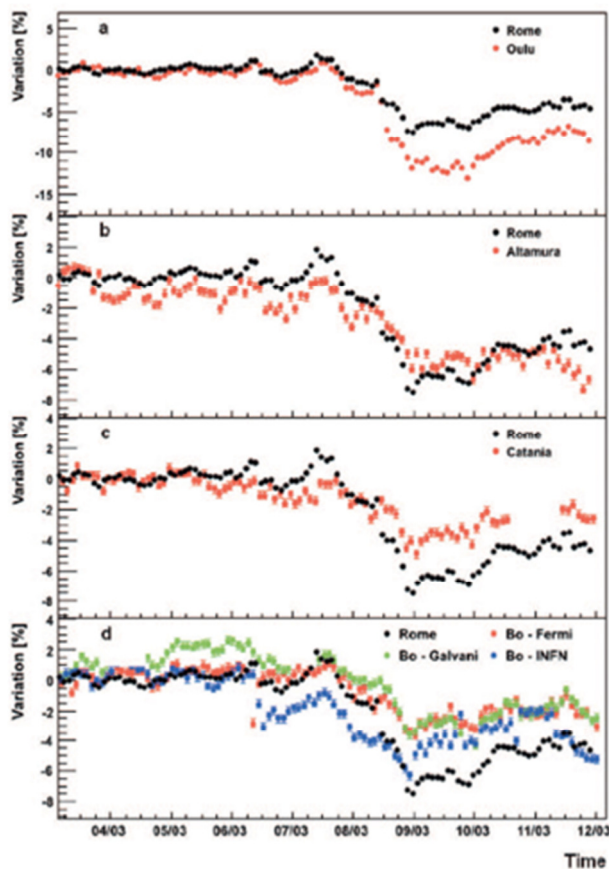 Variation [%]
a
Rome
Oulu
5
0
-5
-10
-15
Variation [%]
b
Rome
Altamura
4
2
0
-2
-4
-6
-8
Variation [%]
c
Rome
Catania
4
2
0
-2
-4
-6
-8
Variation [%]
d
Rome
Bo - Fermi
Bo - Galvani
Bo - INFN
4
2
0
-2
-4
-6
-8
04/03 05/03 06/03 07/03 08/03 09/03 10/03 11/03 12/03
Time